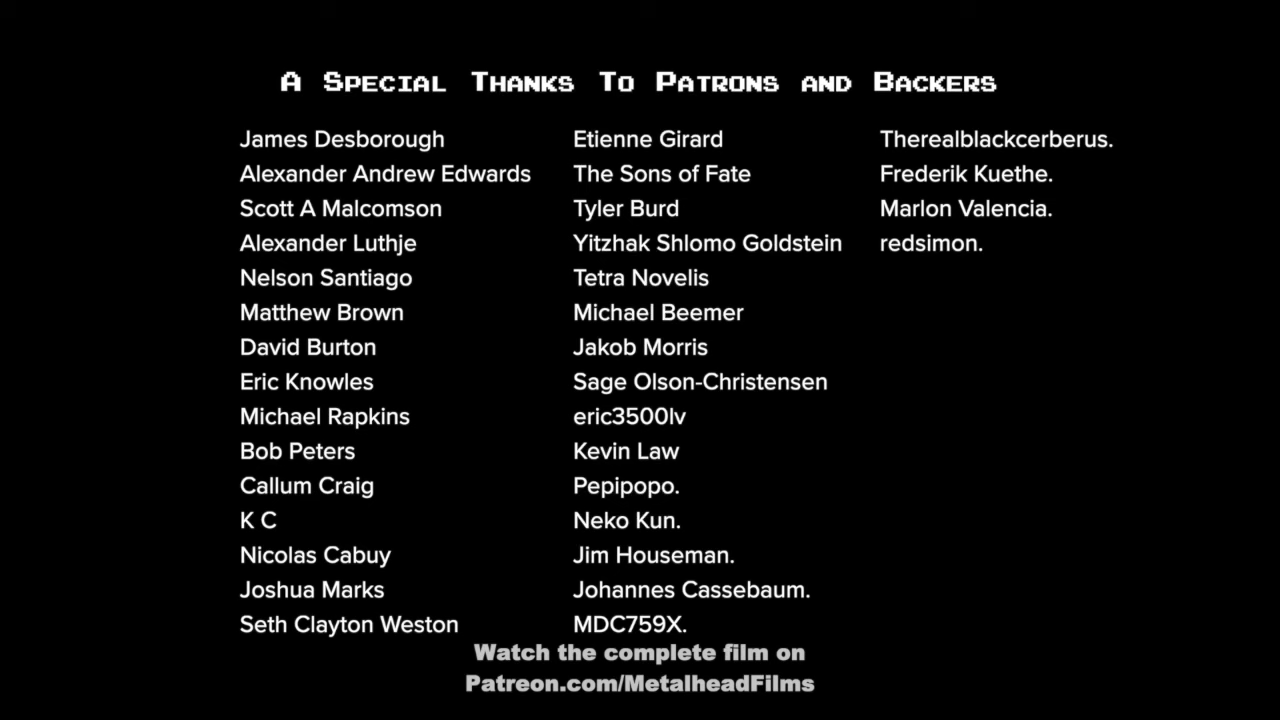 A Special Thanks To Patrons and Backers
James Desborough
Alexander Andrew Edwards
Scott A Malcomson
Alexander Luthje
Nelson Santiago
Matthew Brown
David Burton
Eric Knowles
Michael Rapkins
Bob Peters
Callum Craig
K C
Nicolas Cabuy
Joshua Marks
Seth Clayton Weston
Etienne Girard
The Sons of Fate
Tyler Burd
Yitzhak Shlomo Goldstein
Tetra Novelis
Michael Beemer
Jakob Morris
Sage Olson-Christensen
eric3500lv
Kevin Law
Pepipopo.
Neko Kun.
Jim Houseman.
Johannes Cassebaum.
MDC759X.
Therealblackcerberus.
Frederik Kuethe.
Marlon Valencia.
redsimon.
Watch the complete film on
Patreon.com/MetalheadFilms